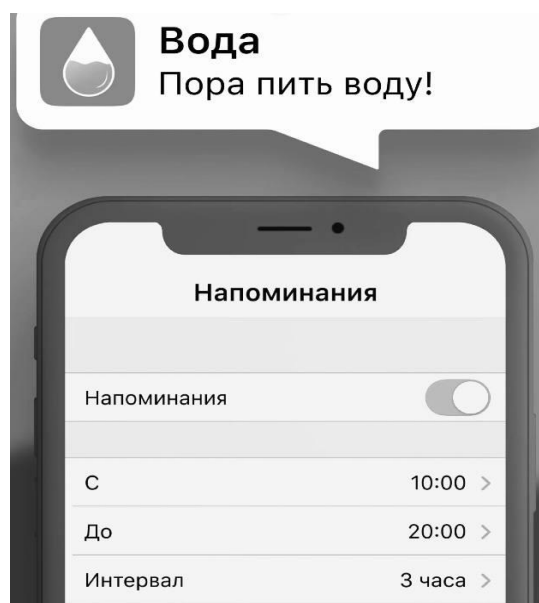 Вода
Пора пить воду!
Напоминания
Напоминания
С 10:00
До 20:00
Интервал 3 часа